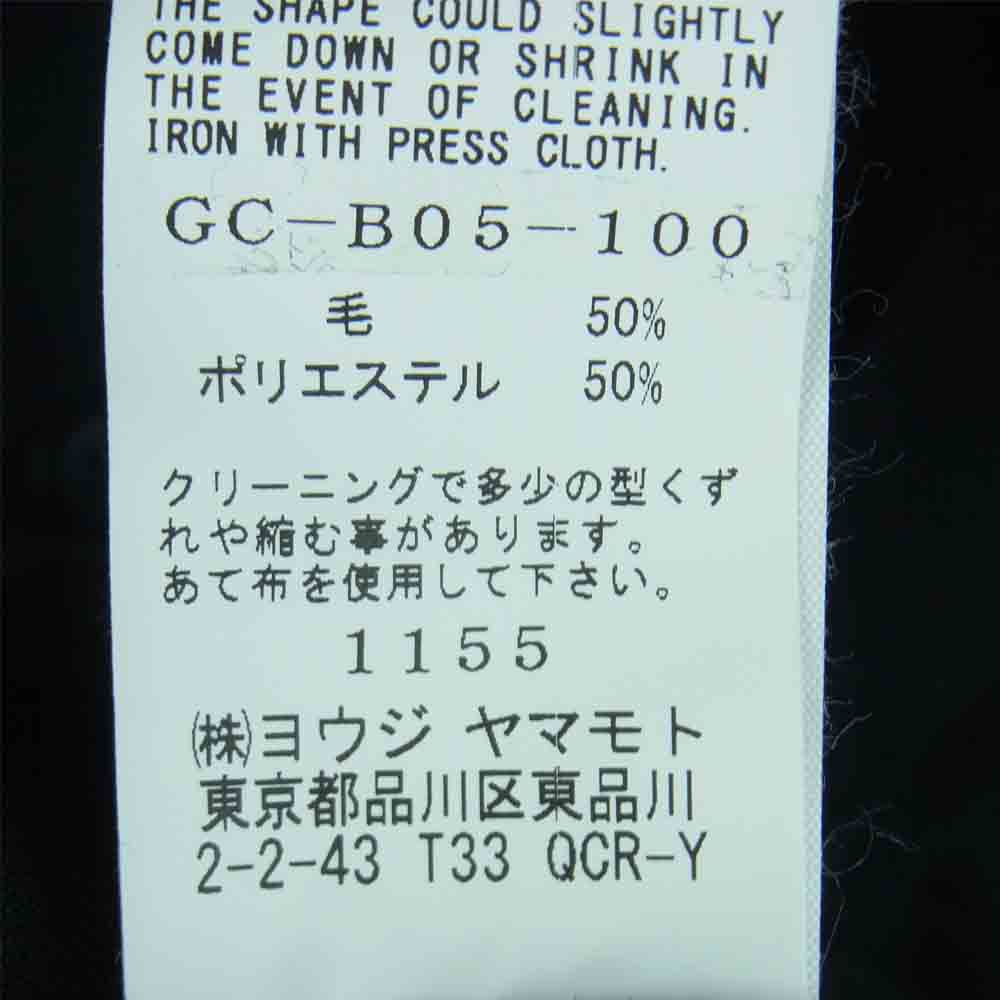 THE SHAPE COULD SLIGHTLY
COME DOWN OR SHRINK IN
THE EVENT OF CLEANING.
IRON WITH PRESS CLOTH.
GC-B05-100
毛 50%
ポリエステル 50%
クリーニングで多少の型くず
れや縮む事があります。
あて布を使用して下さい。
1155
(株)ヨウジ ヤマモト
東京都品川区東品川
2-2-43 T33 QCR-Y